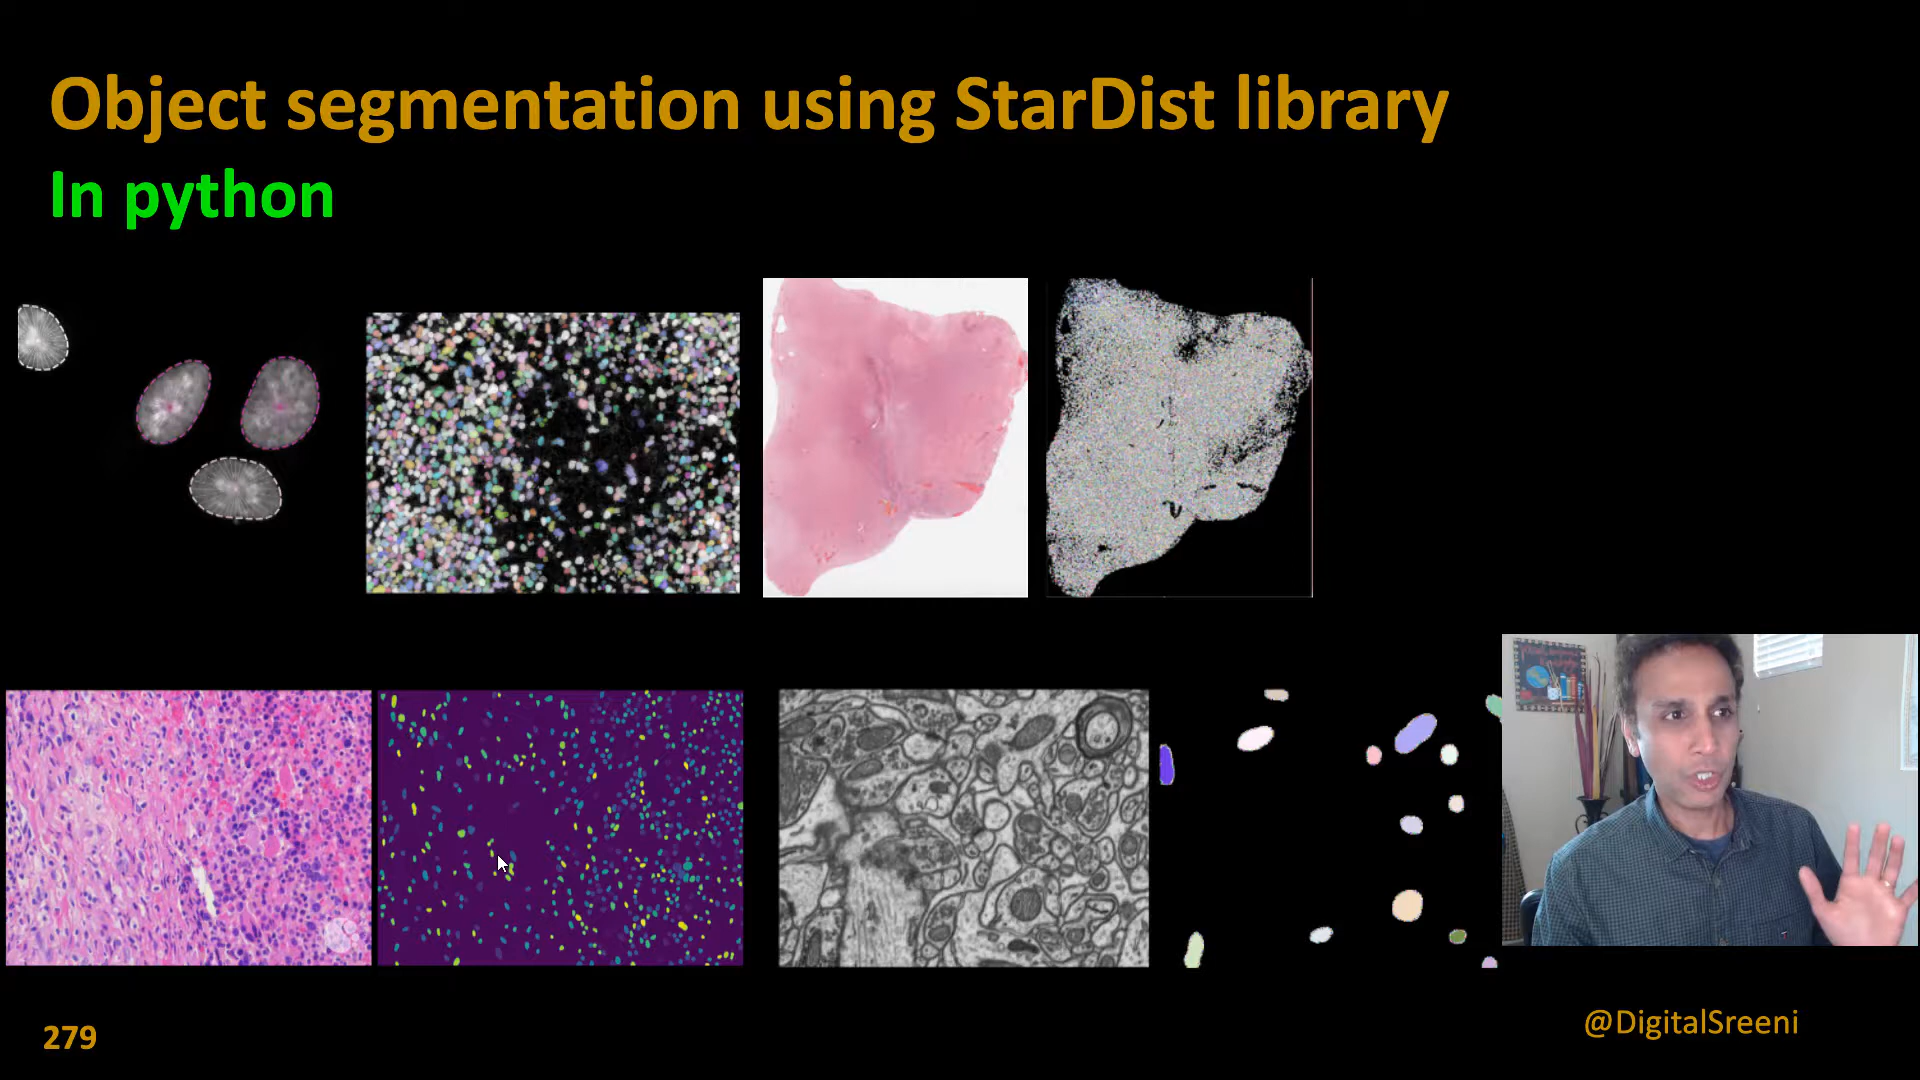 Object segmentation using StarDist library
In python
279
@DigitalSreeni